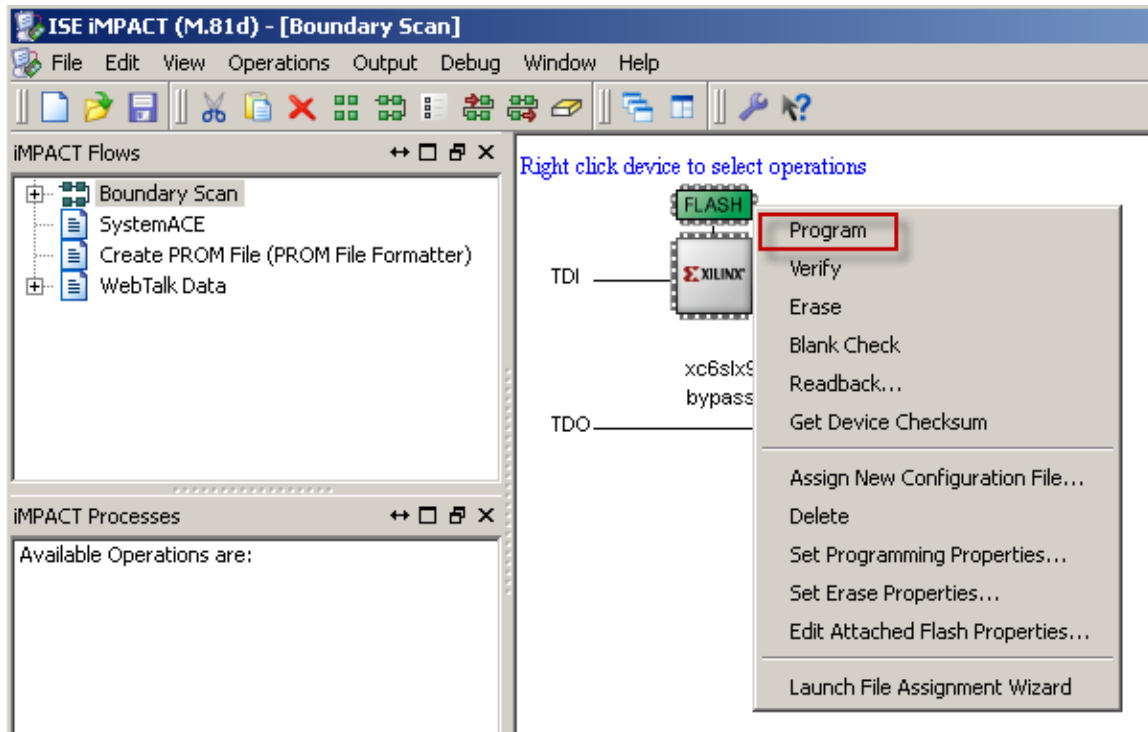 ISE iMPACT (M.81d) - [Boundary Scan]
File Edit View Operations Output Debug Window Help
iMPACT Flows
Boundary Scan
SystemACE
Create PROM File (PROM File Formatter)
WebTalk Data
iMPACT Processes
Available Operations are:
Right click device to select operations
FLASH
TDI
XILINX
xc6slx9
bypass
TDO
Program
Verify
Erase
Blank Check
Readback...
Get Device Checksum
Assign New Configuration File...
Delete
Set Programming Properties...
Set Erase Properties...
Edit Attached Flash Properties...
Launch File Assignment Wizard